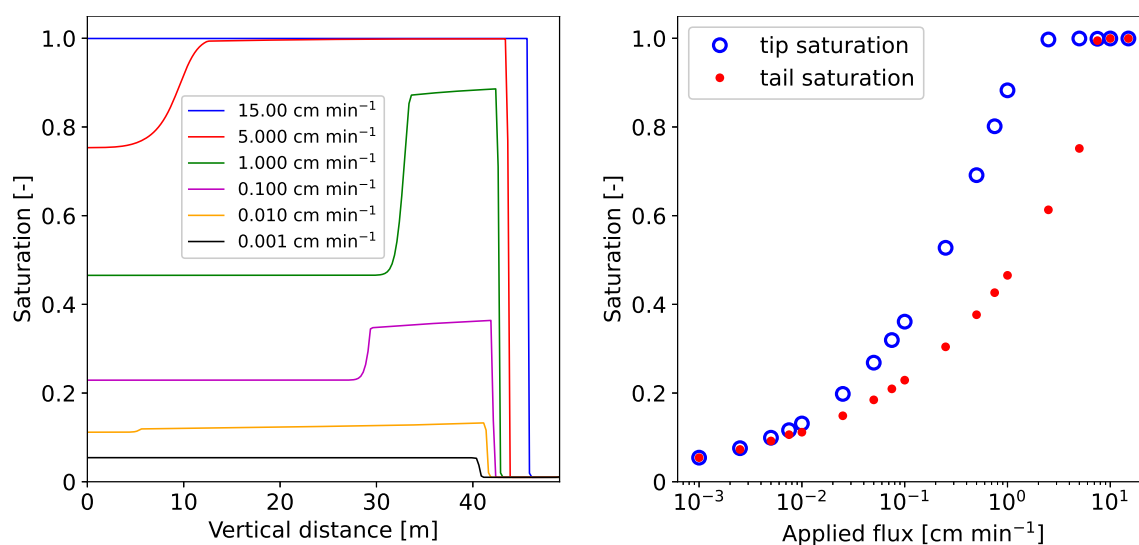 Saturation [-]
1.0
0.8
0.6
0.4
0.2
0
15.00 cm min⁻¹
5.000 cm min⁻¹
1.000 cm min⁻¹
0.100 cm min⁻¹
0.010 cm min⁻¹
0.001 cm min⁻¹
0 10 20 30 40
Vertical distance [m]
Saturation [-]
1.0
0.8
0.6
0.4
0.2
0
tip saturation
tail saturation
10⁻³ 10⁻² 10⁻¹ 10⁰ 10¹
Applied flux [cm min⁻¹]